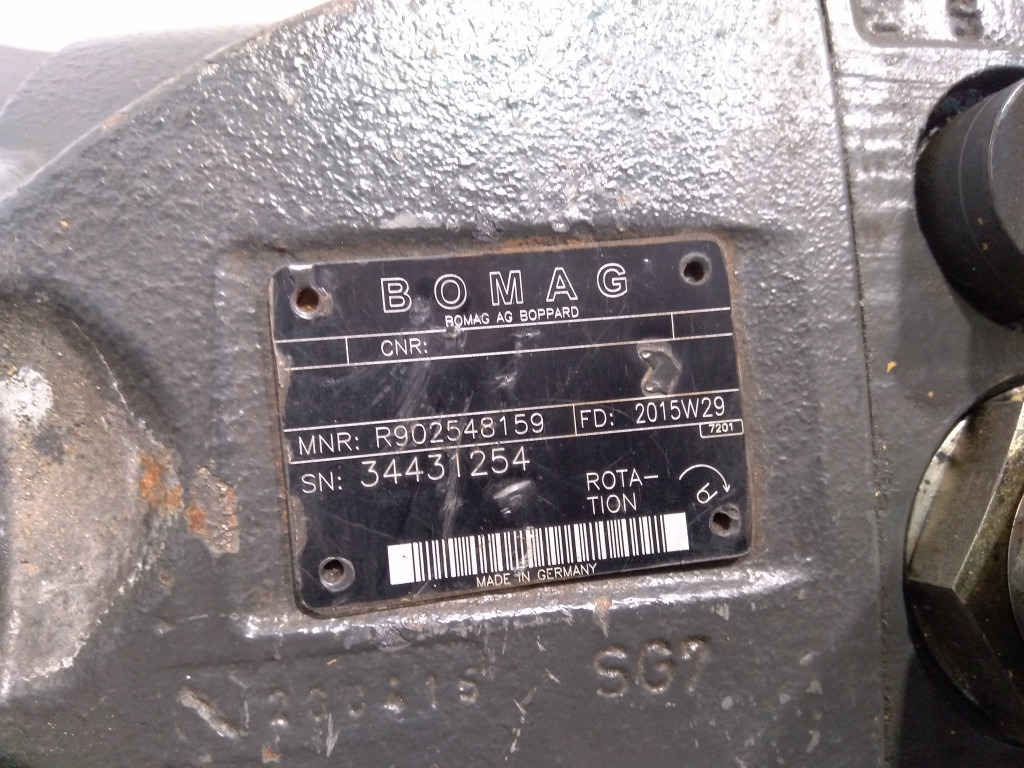 BOMAG
BOMAG AG BOPPARD
CNR:
MNR: R902548159 FD: 2015W29
7201
SN: 34431254
ROTA-
TION
MADE IN GERMANY
SG7